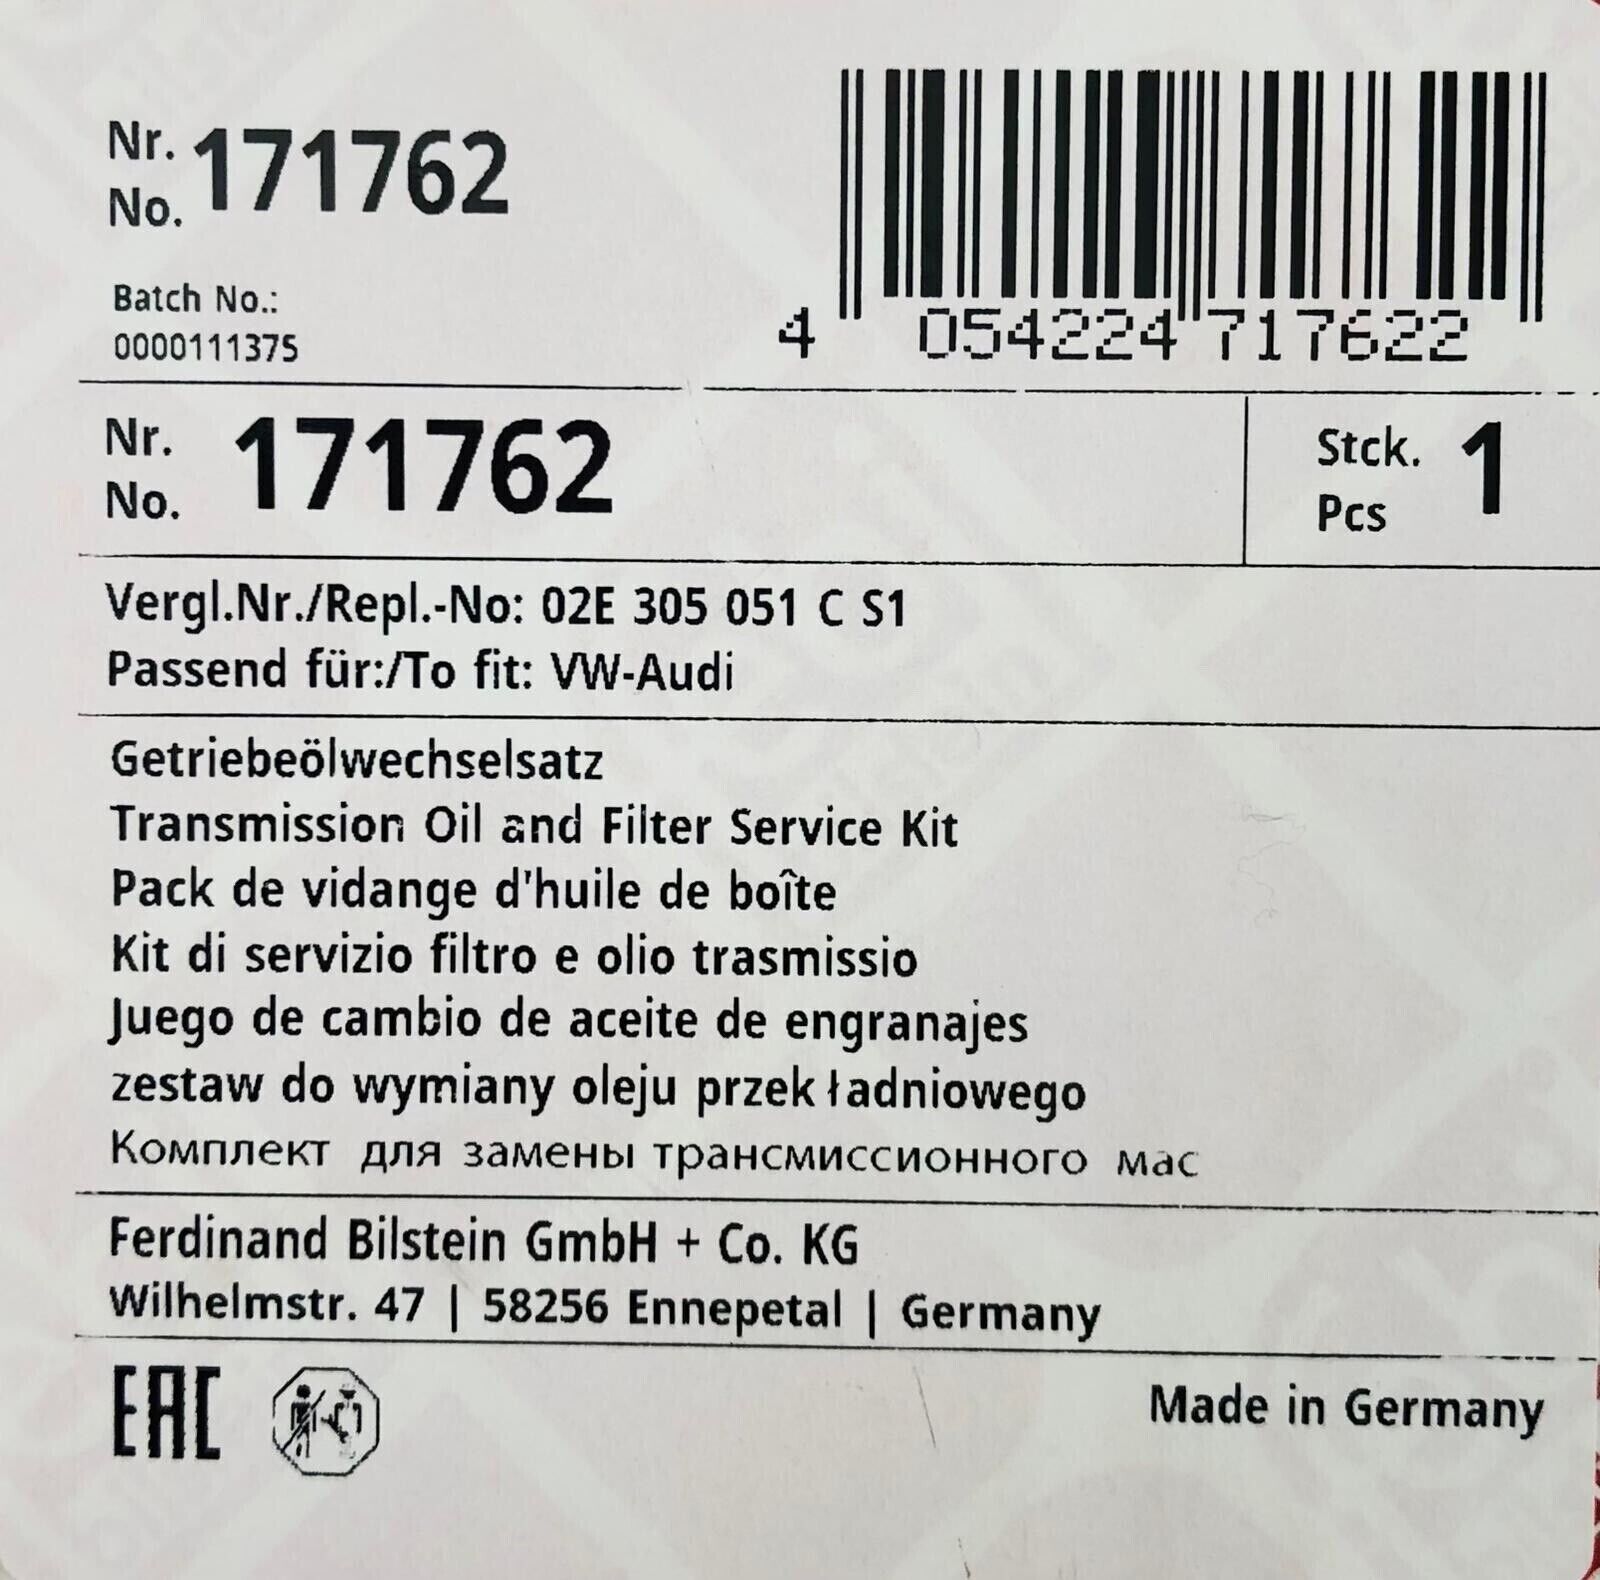 Nr.
No. 171762
Batch No.:
0000111375
4 054224 717622
Nr.
No. 171762
Stck.
Pcs 1
Vergl.Nr./Repl.-No: 02E 305 051 C S1
Passend für:/To fit: VW-Audi
Getriebeölwechselsatz
Transmission Oil and Filter Service Kit
Pack de vidange d'huile de boîte
Kit di servizio filtro e olio trasmissio
Juego de cambio de aceite de engranajes
zestaw do wymiany oleju przekładniowego
Комплект для замены трансмиссионного мас
Ferdinand Bilstein GmbH + Co. KG
Wilhelmstr. 47 | 58256 Ennepetal | Germany
EAC
Made in Germany